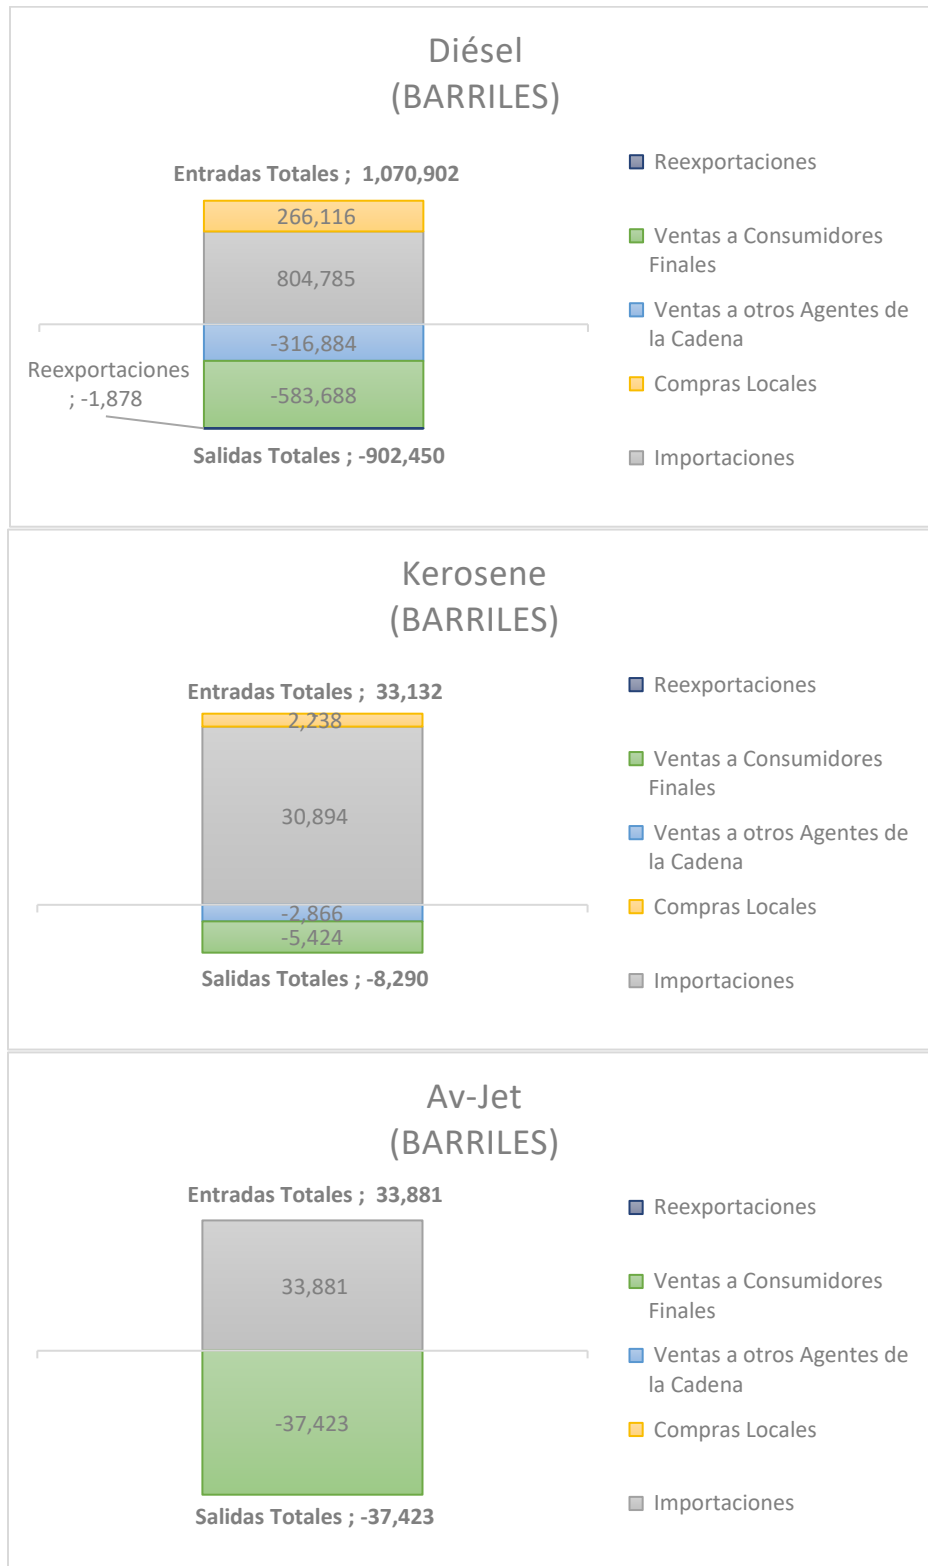 Diésel
(BARRILES)
Entradas Totales ;  1,070,902
266,116
804,785
-316,884
-583,688
Reexportaciones
; -1,878
Salidas Totales ; -902,450
Reexportaciones
Ventas a Consumidores
Finales
Ventas a otros Agentes de
la Cadena
Compras Locales
Importaciones
Kerosene
(BARRILES)
Entradas Totales ;  33,132
2,238
30,894
-2,866
-5,424
Salidas Totales ; -8,290
Reexportaciones
Ventas a Consumidores
Finales
Ventas a otros Agentes de
la Cadena
Compras Locales
Importaciones
Av-Jet
(BARRILES)
Entradas Totales ;  33,881
33,881
-37,423
Salidas Totales ; -37,423
Reexportaciones
Ventas a Consumidores
Finales
Ventas a otros Agentes de
la Cadena
Compras Locales
Importaciones